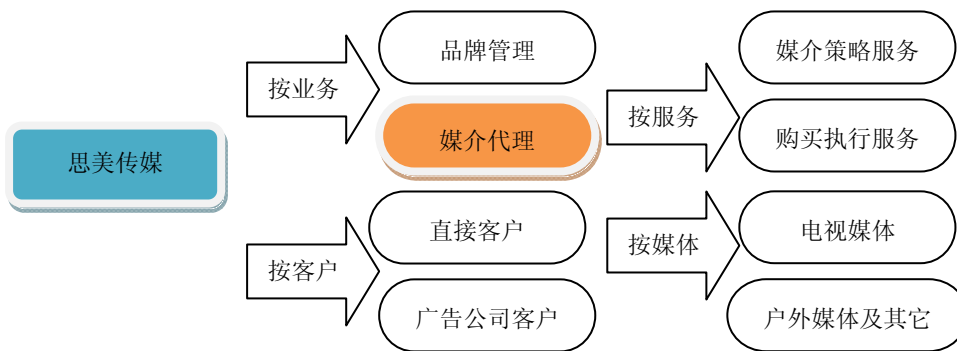 思美传媒
按业务
品牌管理
媒介代理
按服务
媒介策略服务
购买执行服务
按客户
直接客户
广告公司客户
按媒体
电视媒体
户外媒体及其它